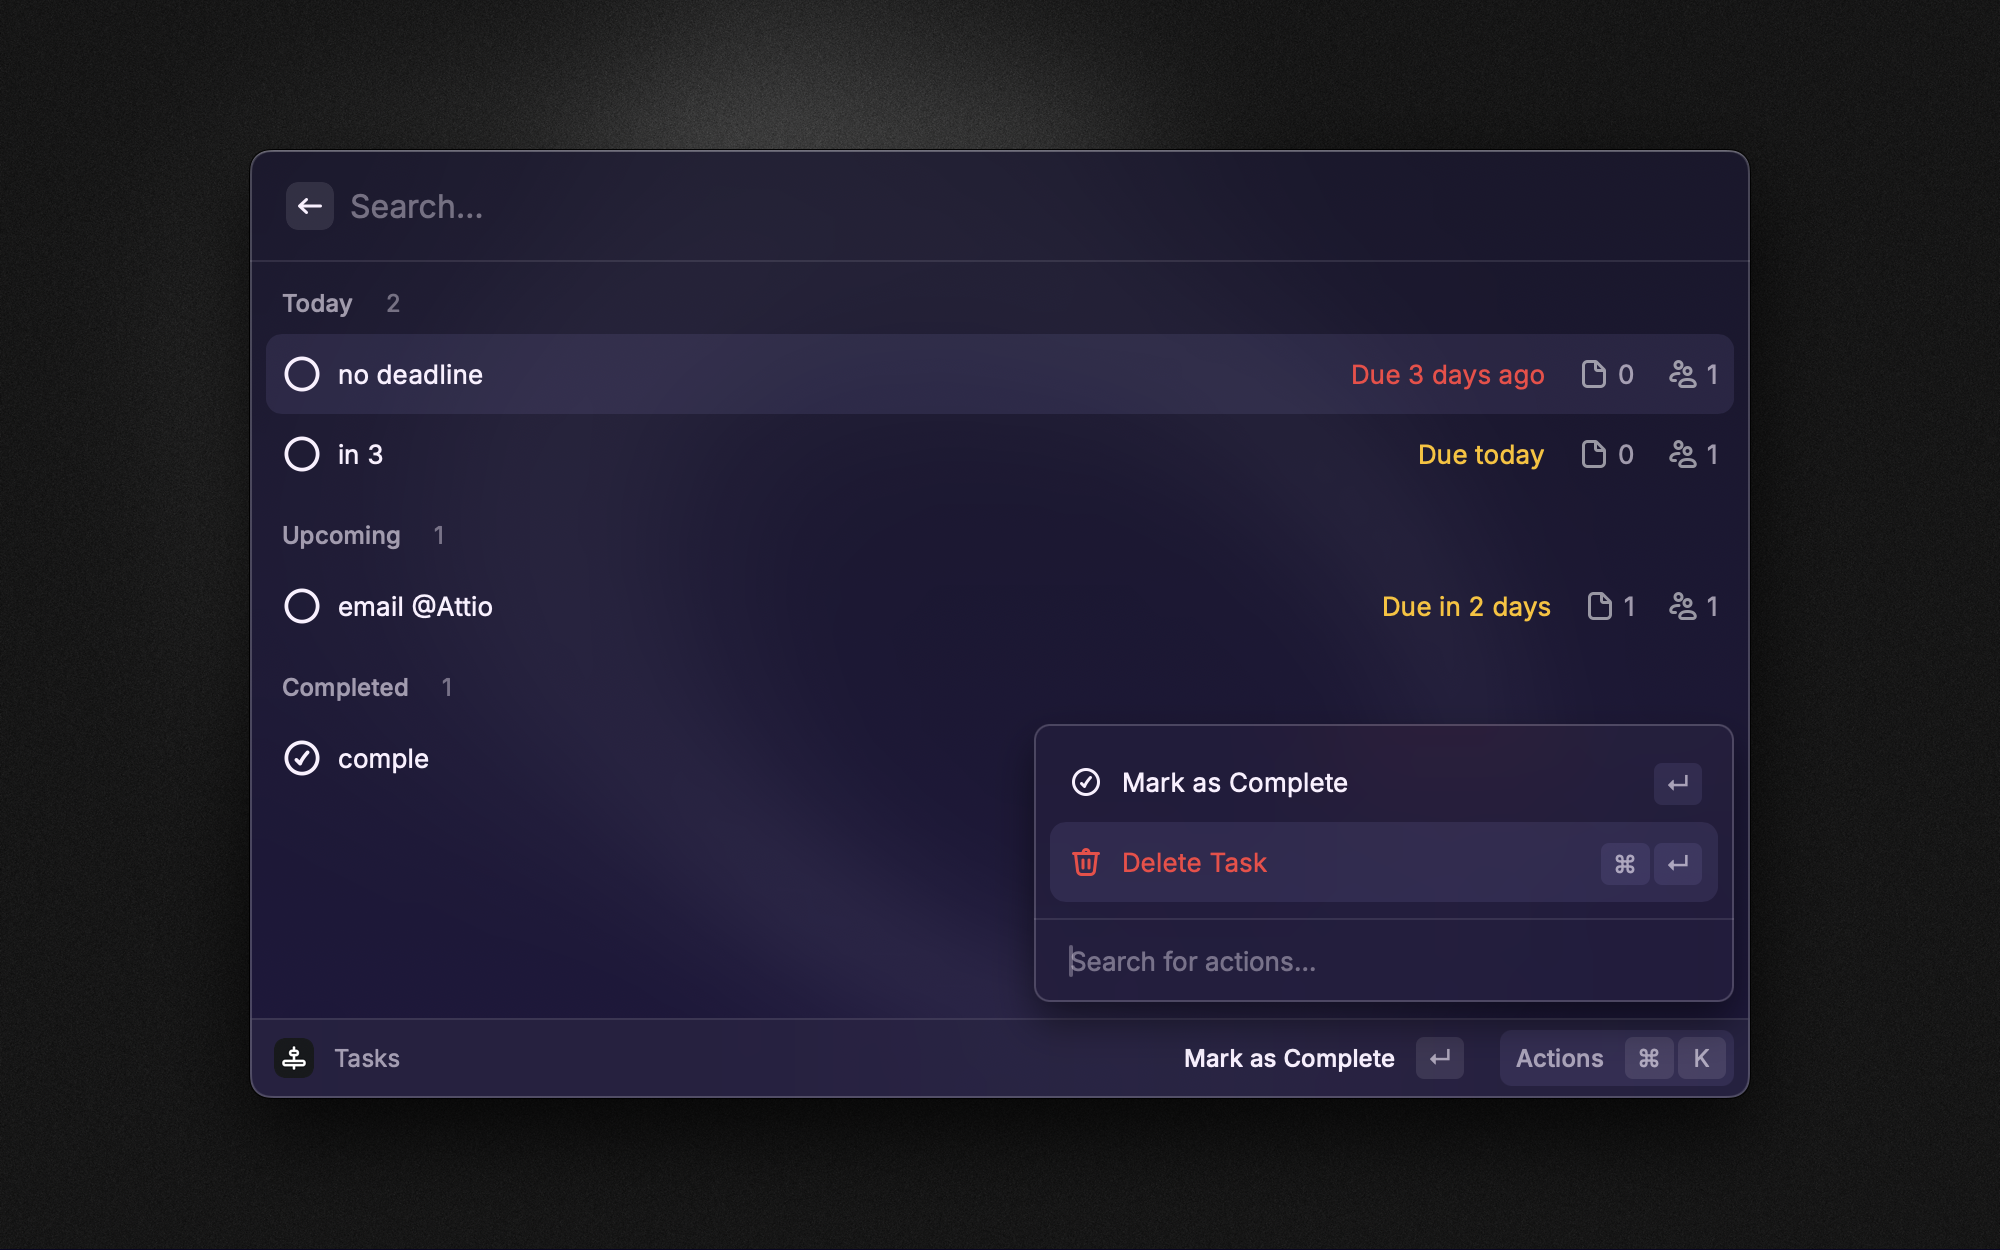 Search...
Today 2
no deadline Due 3 days ago 0 1
in 3 Due today 0 1
Upcoming 1
email @Attio Due in 2 days 1 1
Completed 1
comple
Mark as Complete ↵
Delete Task ⌘ ↵
Search for actions...
Tasks Mark as Complete ↵ Actions ⌘ K